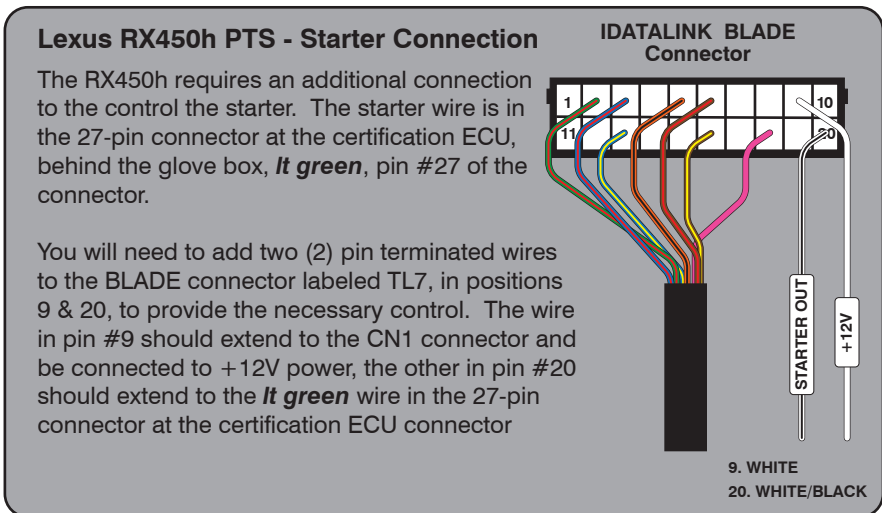 Lexus RX450h PTS - Starter Connection
The RX450h requires an additional connection
to the control the starter.  The starter wire is in
the 27-pin connector at the certification ECU,
behind the glove box, lt green, pin #27 of the
connector.
You will need to add two (2) pin terminated wires
to the BLADE connector labeled TL7, in positions
9 & 20, to provide the necessary control.  The wire
in pin #9 should extend to the CN1 connector and
be connected to +12V power, the other in pin #20
should extend to the lt green wire in the 27-pin
connector at the certification ECU connector
IDATALINK BLADE
Connector
1
10
11
20
STARTER OUT
+12V
9. WHITE
20. WHITE/BLACK